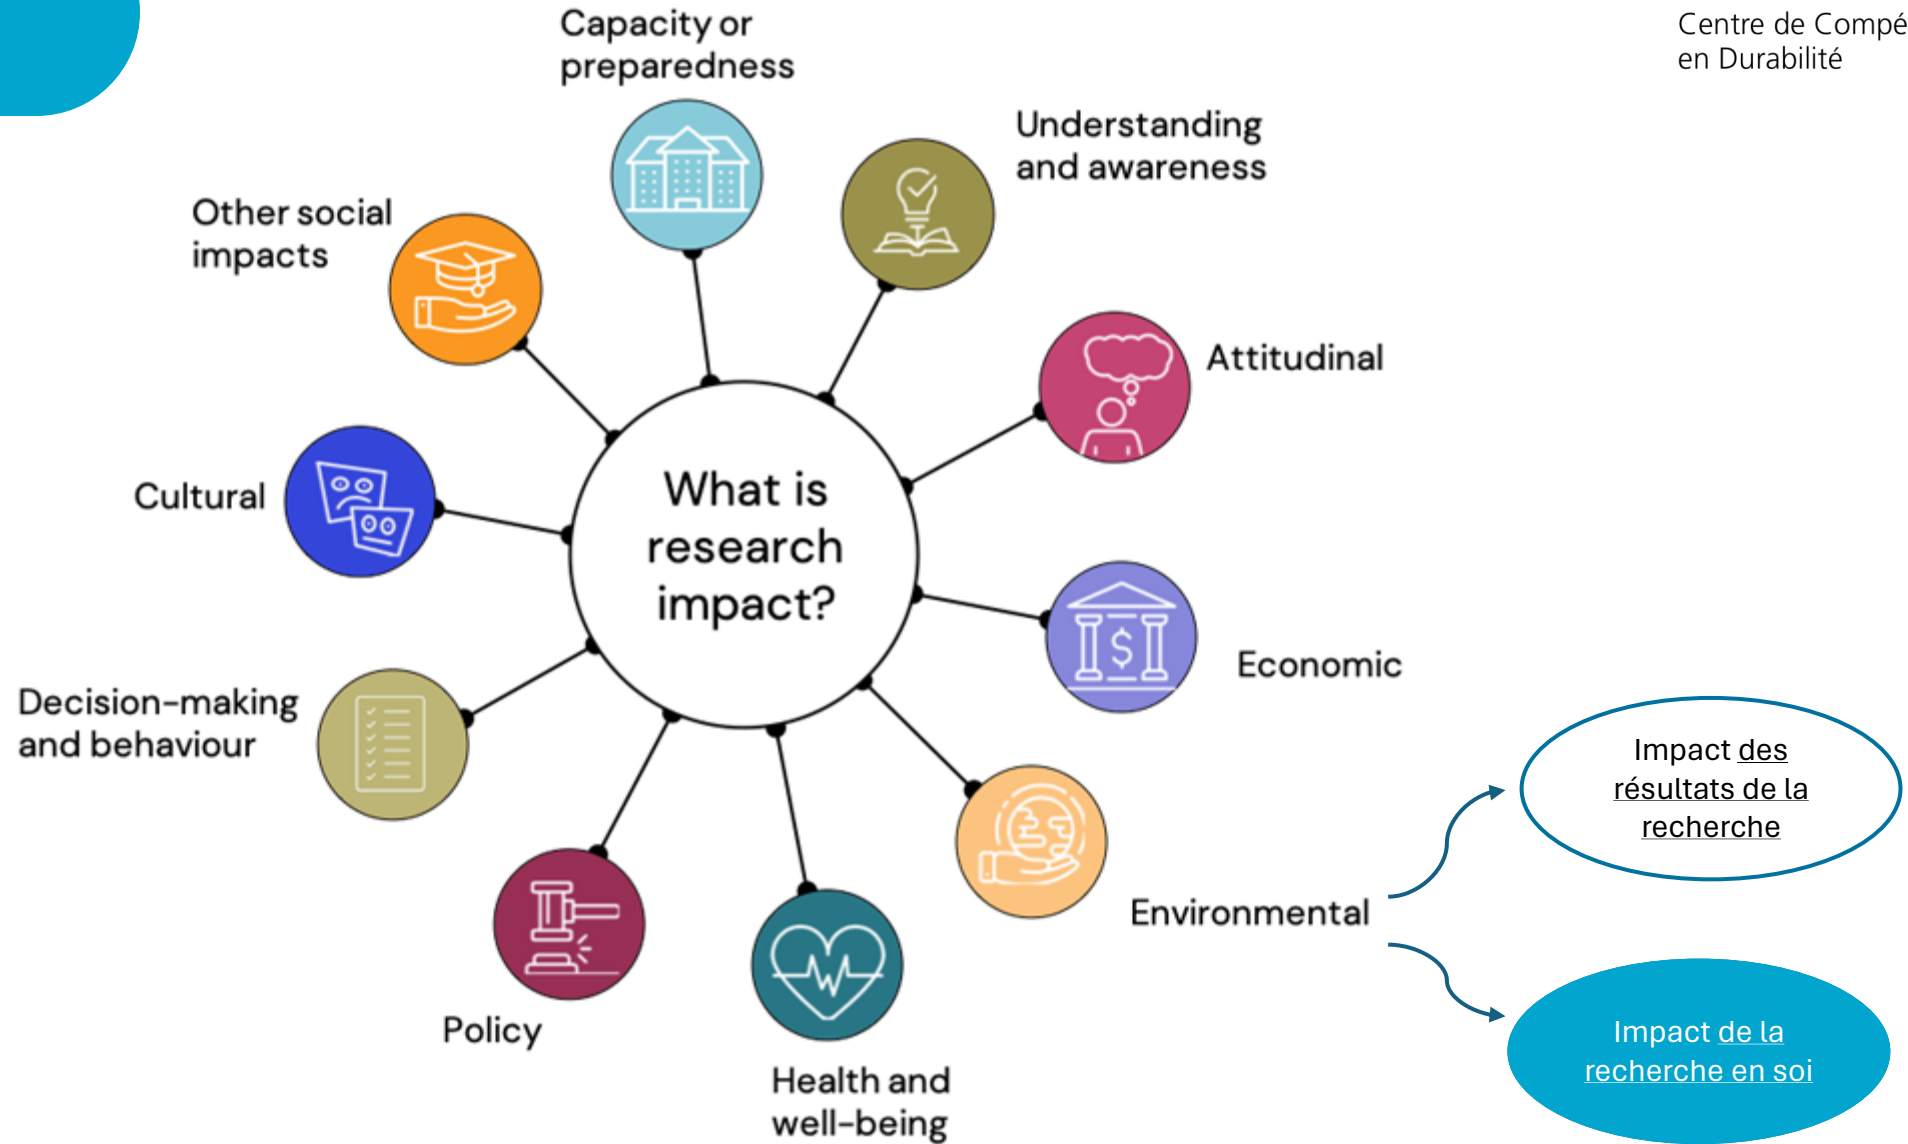 Centre de Compé
en Durabilité
Capacity or
preparedness
Understanding
and awareness
Other social
impacts
Attitudinal
Cultural
What is
research
impact?
$
Economic
Decision-making
and behaviour
Environmental
Policy
Health and
well-being
Impact des
résultats de la
recherche
Impact de la
recherche en soi